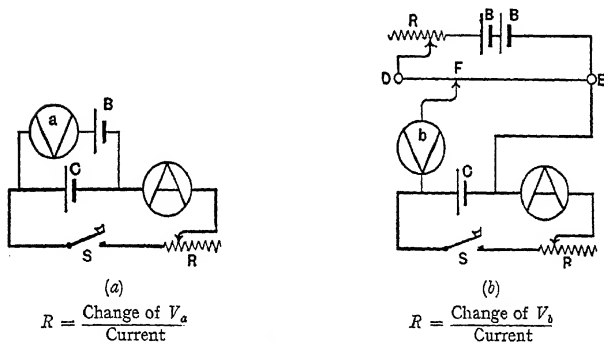 a
B
C
A
S
R
(a)
R = Change of V_a / Current
R
B B
D
F
E
b
C
A
S
R
(b)
R = Change of V_b / Current